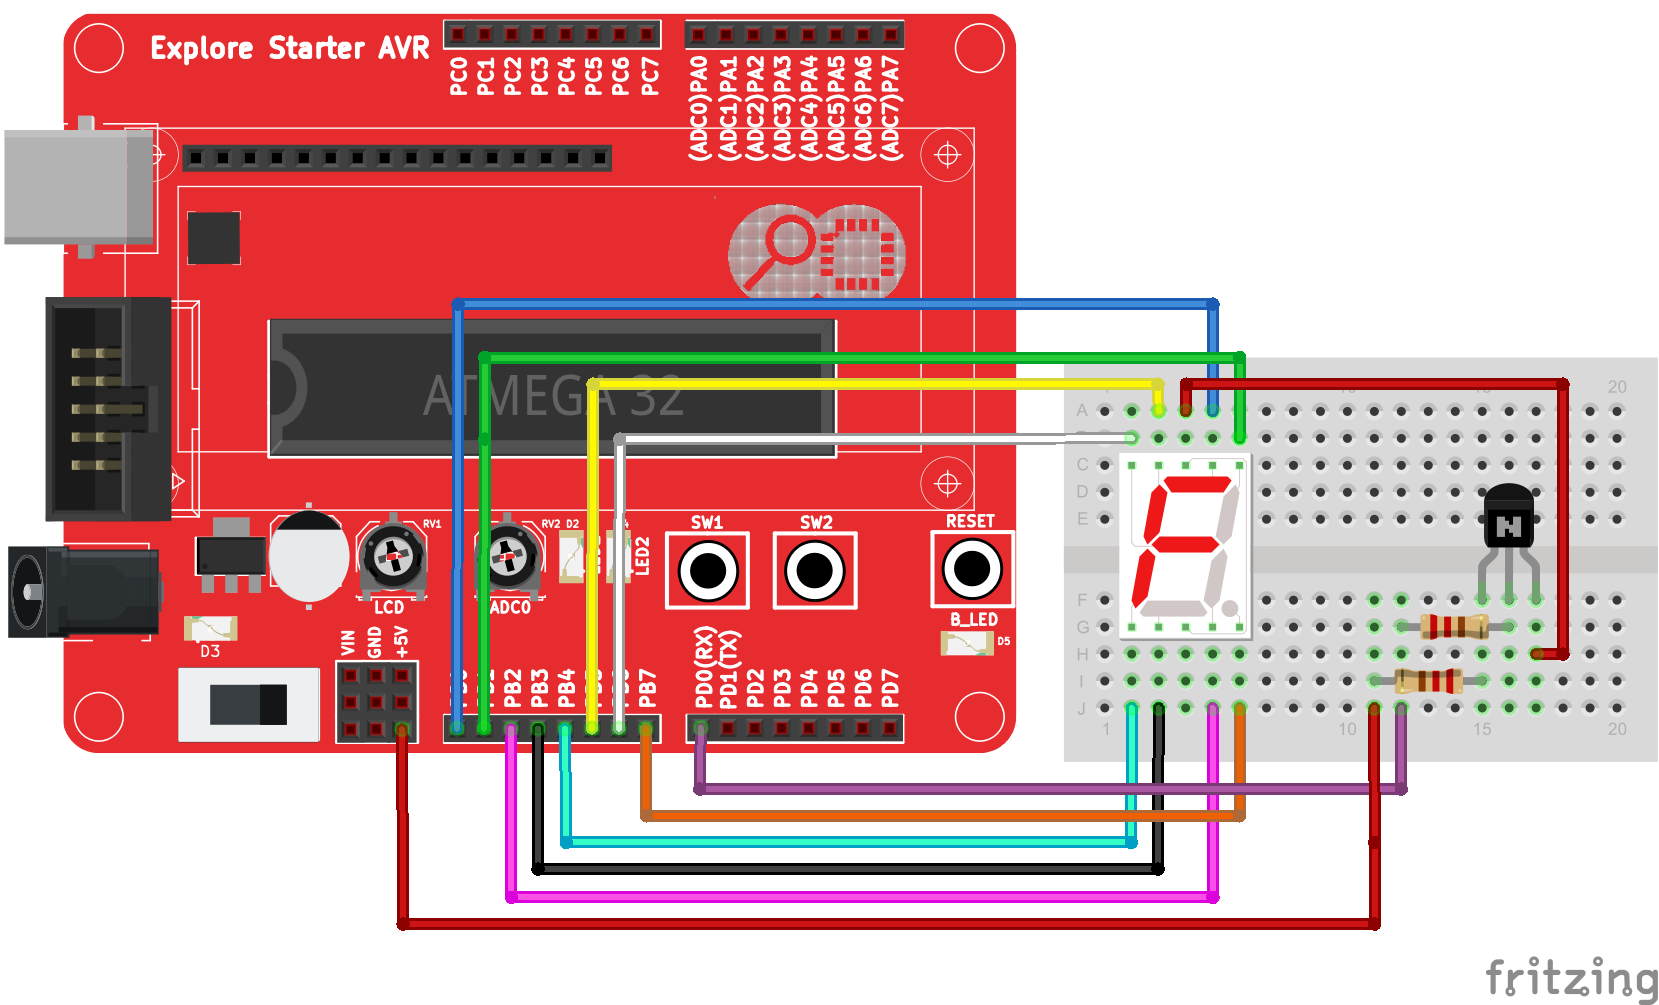 Explore Starter AVR
PC0
PC1
PC2
PC3
PC4
PC5
PC6
PC7
(ADC0)PA0
(ADC1)PA1
(ADC2)PA2
(ADC3)PA3
(ADC4)PA4
(ADC5)PA5
(ADC6)PA6
(ADC7)PA7
ATMEGA 32
10
15
20
A
C
D
E
F
G
H
I
J
1
10
15
20
N
RV1
RV2
D2
LED2
SW1
SW2
RESET
LCD
ADC0
B_LED
D5
D3
VIN
GND
+5V
PB2
PB3
PB4
PB7
PD0(RX)
PD1(TX)
PD2
PD3
PD4
PD5
PD6
PD7
fritzing